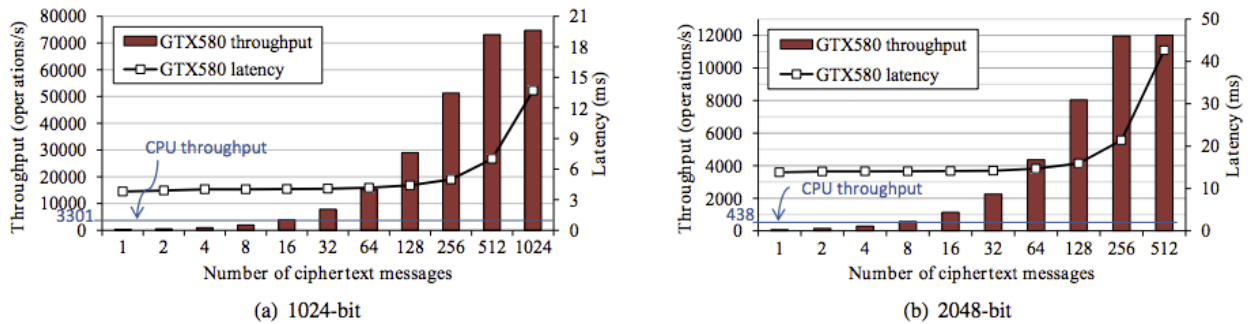 80000
70000
60000
50000
40000
30000
20000
10000
3301
0
Throughput (operations/s)
GTX580 throughput
GTX580 latency
CPU throughput
21
18
15
12
9
6
3
0
Latency (ms)
1 2 4 8 16 32 64 128 256 512 1024
Number of ciphertext messages
(a) 1024-bit
12000
10000
8000
6000
4000
2000
438
0
Throughput (operations/s)
GTX580 throughput
GTX580 latency
CPU throughput
50
40
30
20
10
0
Latency (ms)
1 2 4 8 16 32 64 128 256 512
Number of ciphertext messages
(b) 2048-bit